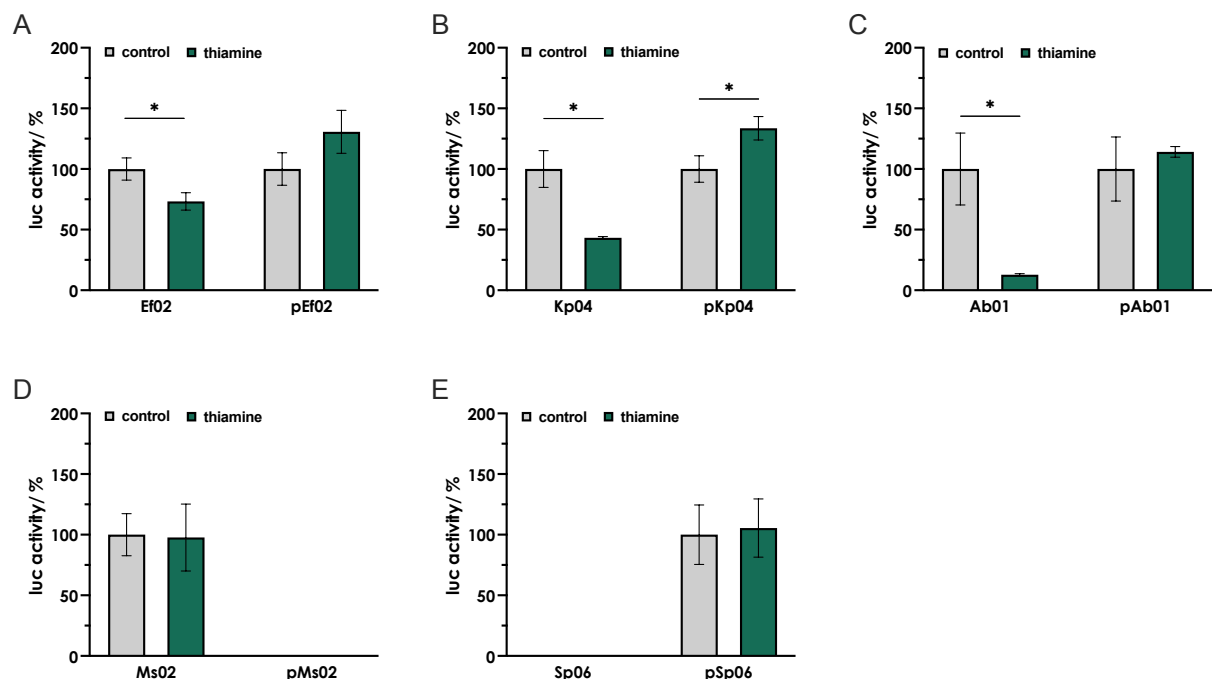 A
control thiamine
luc activity/ %
200
150
100
50
0
*
Ef02 pEf02
B
control thiamine
luc activity/ %
200
150
100
50
0
*
*
Kp04 pKp04
C
control thiamine
luc activity/ %
200
150
100
50
0
*
Ab01 pAb01
D
control thiamine
luc activity/ %
200
150
100
50
0
Ms02 pMs02
E
control thiamine
luc activity/ %
200
150
100
50
0
Sp06 pSp06